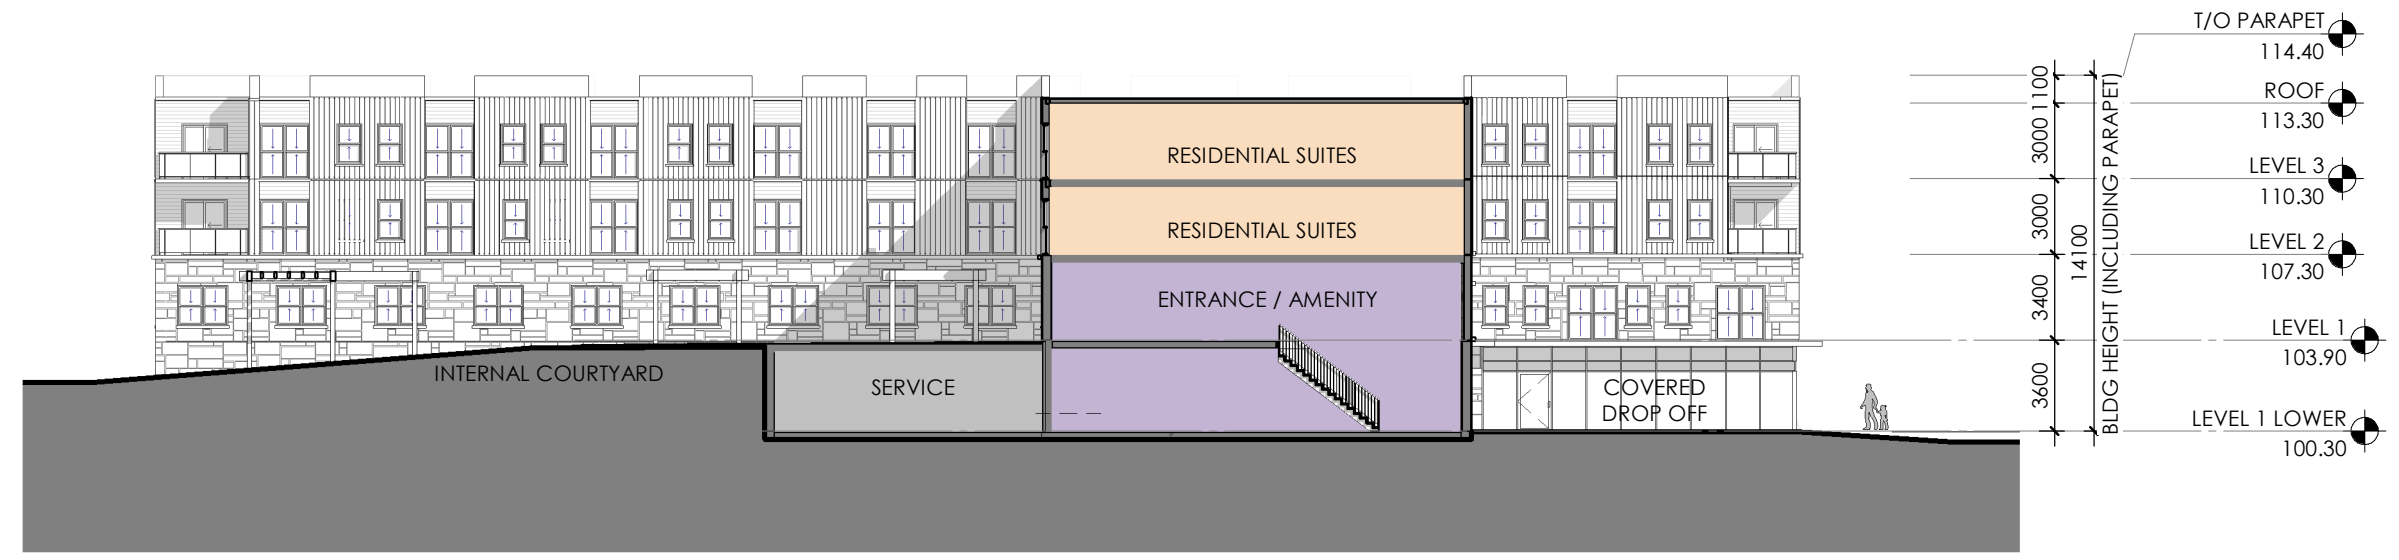 T/O PARAPET
114.40
ROOF
113.30
LEVEL 3
110.30
LEVEL 2
107.30
LEVEL 1
103.90
LEVEL 1 LOWER
100.30
1100
3000
3000
3400
3600
14100
BLDG HEIGHT (INCLUDING PARAPET)
RESIDENTIAL SUITES
RESIDENTIAL SUITES
ENTRANCE / AMENITY
INTERNAL COURTYARD
SERVICE
COVERED
DROP OFF